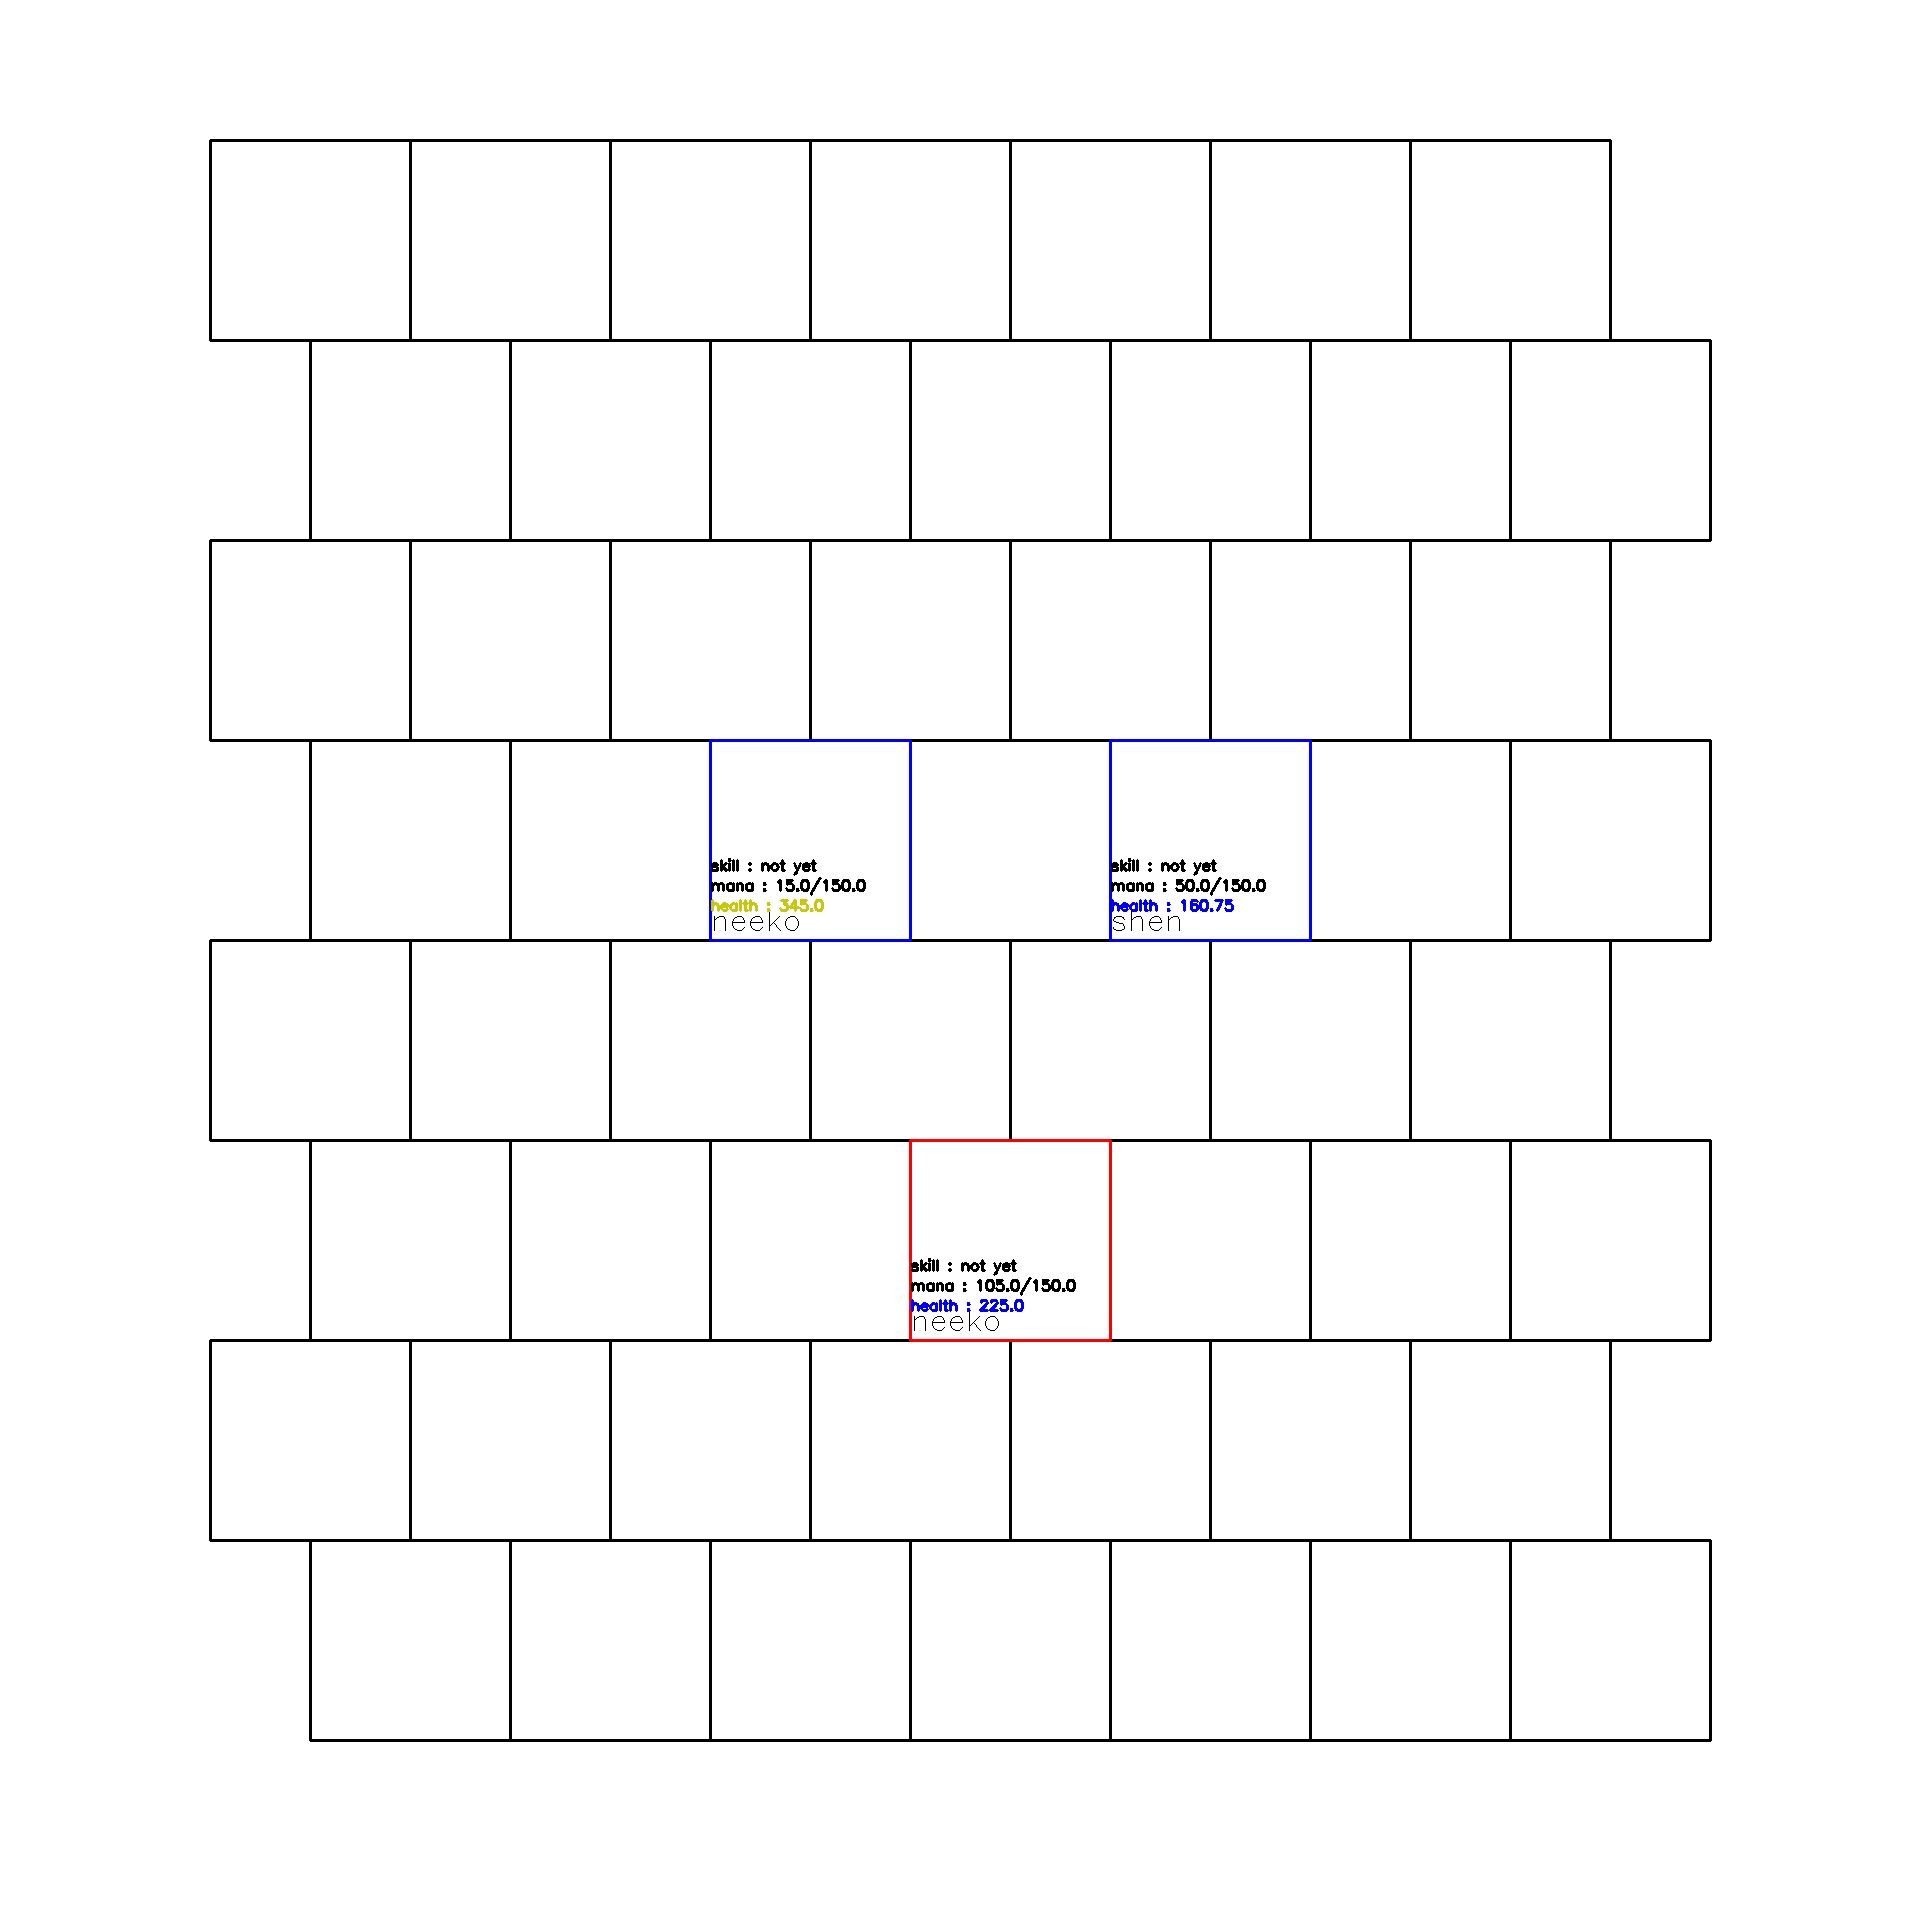 skill : not yet
mana : 15.0/150.0
health : 345.0
neeko
skill : not yet
mana : 50.0/150.0
health : 160.75
shen
skill : not yet
mana : 105.0/150.0
health : 225.0
neeko